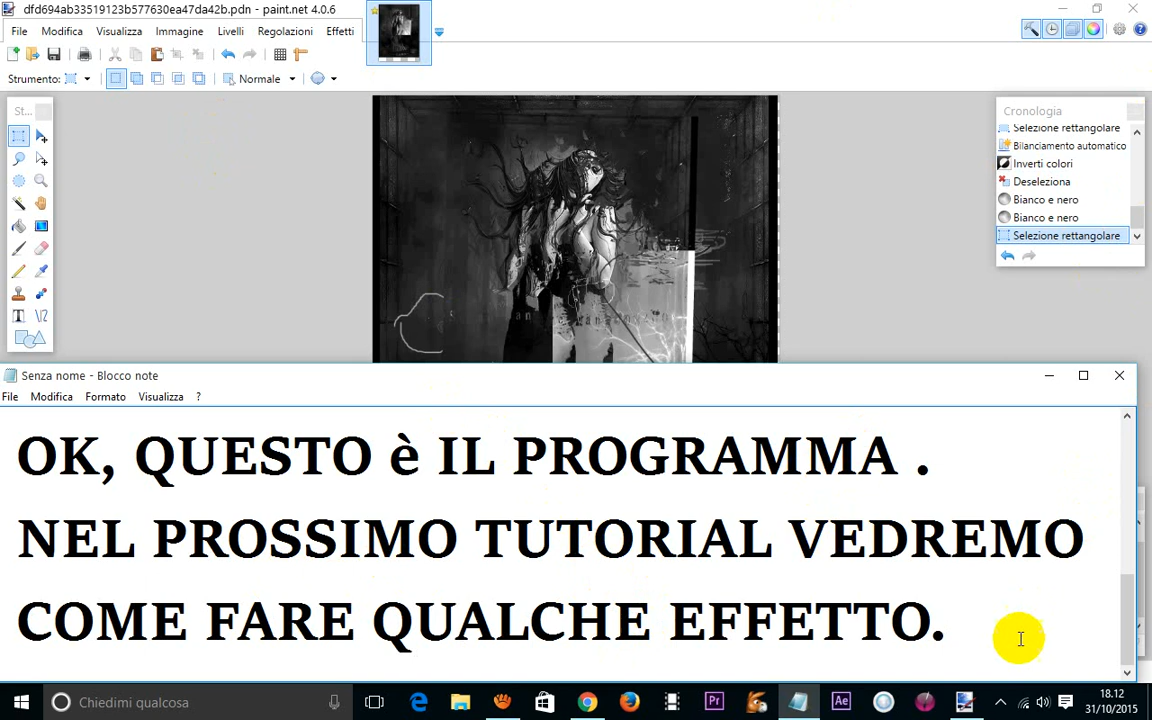 dfd694ab33519123b577630ea47da42b.pdn - paint.net 4.0.6
File Modifica Visualizza Immagine Livelli Regolazioni Effetti
Strumento: Normale
St...
Cronologia
Selezione rettangolare
Bilanciamento automatico
Inverti colori
Deseleziona
Bianco e nero
Bianco e nero
Selezione rettangolare
Senza nome - Blocco note
File Modifica Formato Visualizza ?
OK, QUESTO è IL PROGRAMMA .
NEL PROSSIMO TUTORIAL VEDREMO
COME FARE QUALCHE EFFETTO.
Chiedimi qualcosa
Pr
Ae
18.12
31/10/2015